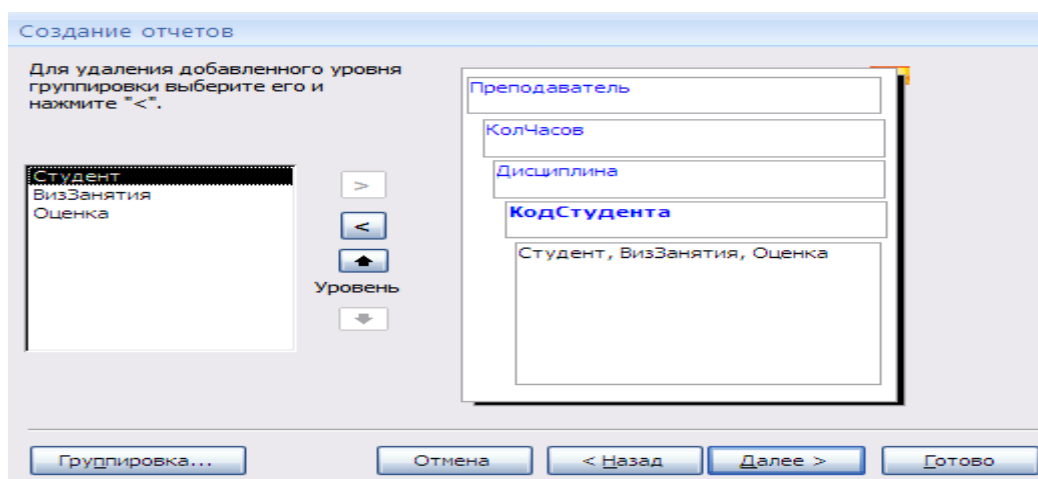 Создание отчетов
Для удаления добавленного уровня
группировки выберите его и
нажмите "<".
Студент
ВизЗанятия
Оценка
>
<
Уровень
Преподаватель
КолЧасов
Дисциплина
КодСтудента
Студент, ВизЗанятия, Оценка
Группировка...
Отмена
< Назад
Далее >
Готово